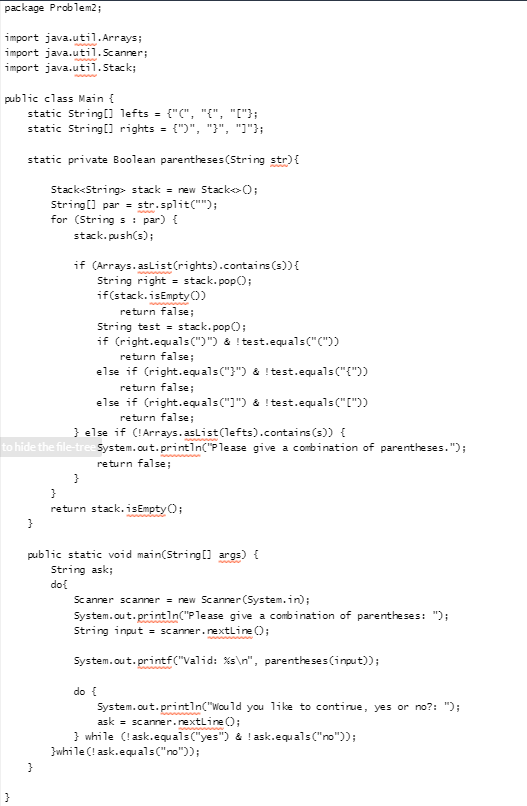 package Problem2;

import java.util.Arrays;
import java.util.Scanner;
import java.util.Stack;

public class Main {
    static String[] lefts = {"(", "{", "["};
    static String[] rights = {")", "}", "]"};

    static private Boolean parentheses(String str){

        Stack<String> stack = new Stack<>();
        String[] par = str.split("");
        for (String s : par) {
            stack.push(s);

            if (Arrays.asList(rights).contains(s)){
                String right = stack.pop();
                if(stack.isEmpty())
                    return false;
                String test = stack.pop();
                if (right.equals(")") & !test.equals("("))
                    return false;
                else if (right.equals("}") & !test.equals("{"))
                    return false;
                else if (right.equals("]") & !test.equals("["))
                    return false;
            } else if (!Arrays.asList(lefts).contains(s)) {
to hide the file-tree System.out.println("Please give a combination of parentheses.");
                return false;
            }
        }
        return stack.isEmpty();
    }

    public static void main(String[] args) {
        String ask;
        do{
            Scanner scanner = new Scanner(System.in);
            System.out.println("Please give a combination of parentheses: ");
            String input = scanner.nextLine();

            System.out.printf("Valid: %s\n", parentheses(input));

            do {
                System.out.println("Would you like to continue, yes or no?: ");
                ask = scanner.nextLine();
            } while (!ask.equals("yes") & !ask.equals("no"));
        }while(!ask.equals("no"));
    }

}